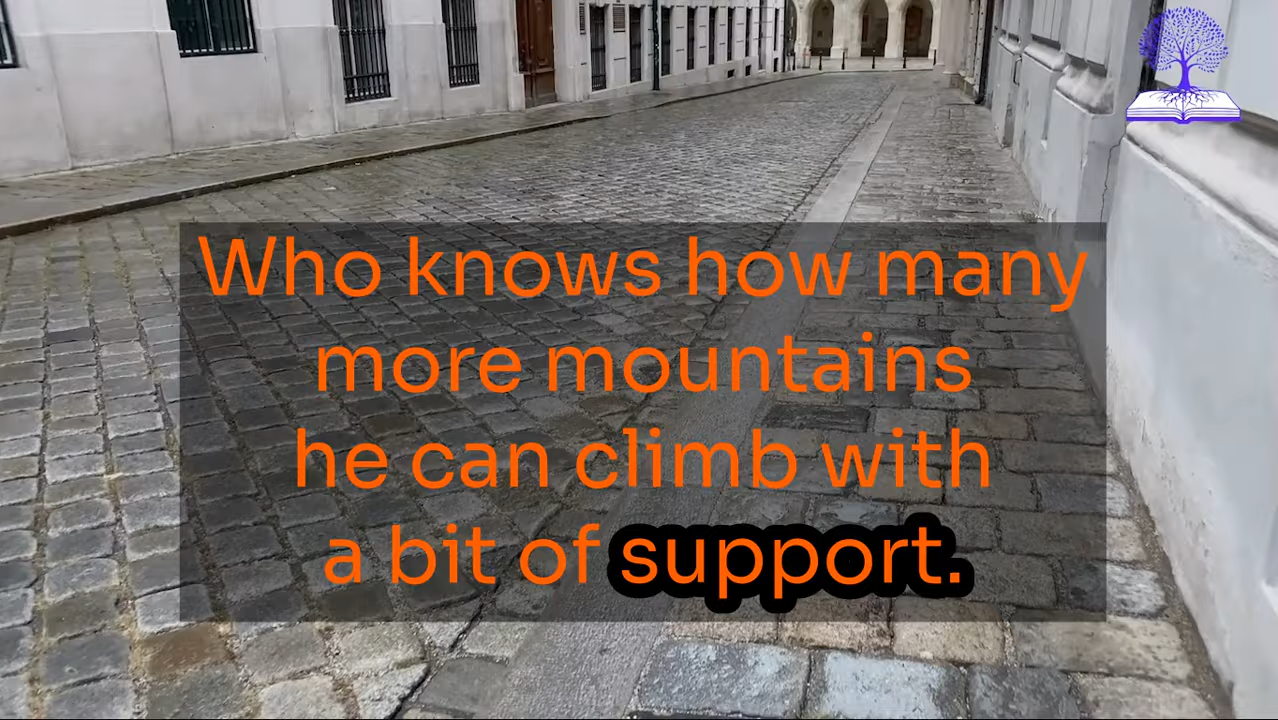 Who knows how many
more mountains
he can climb with
a bit of support.